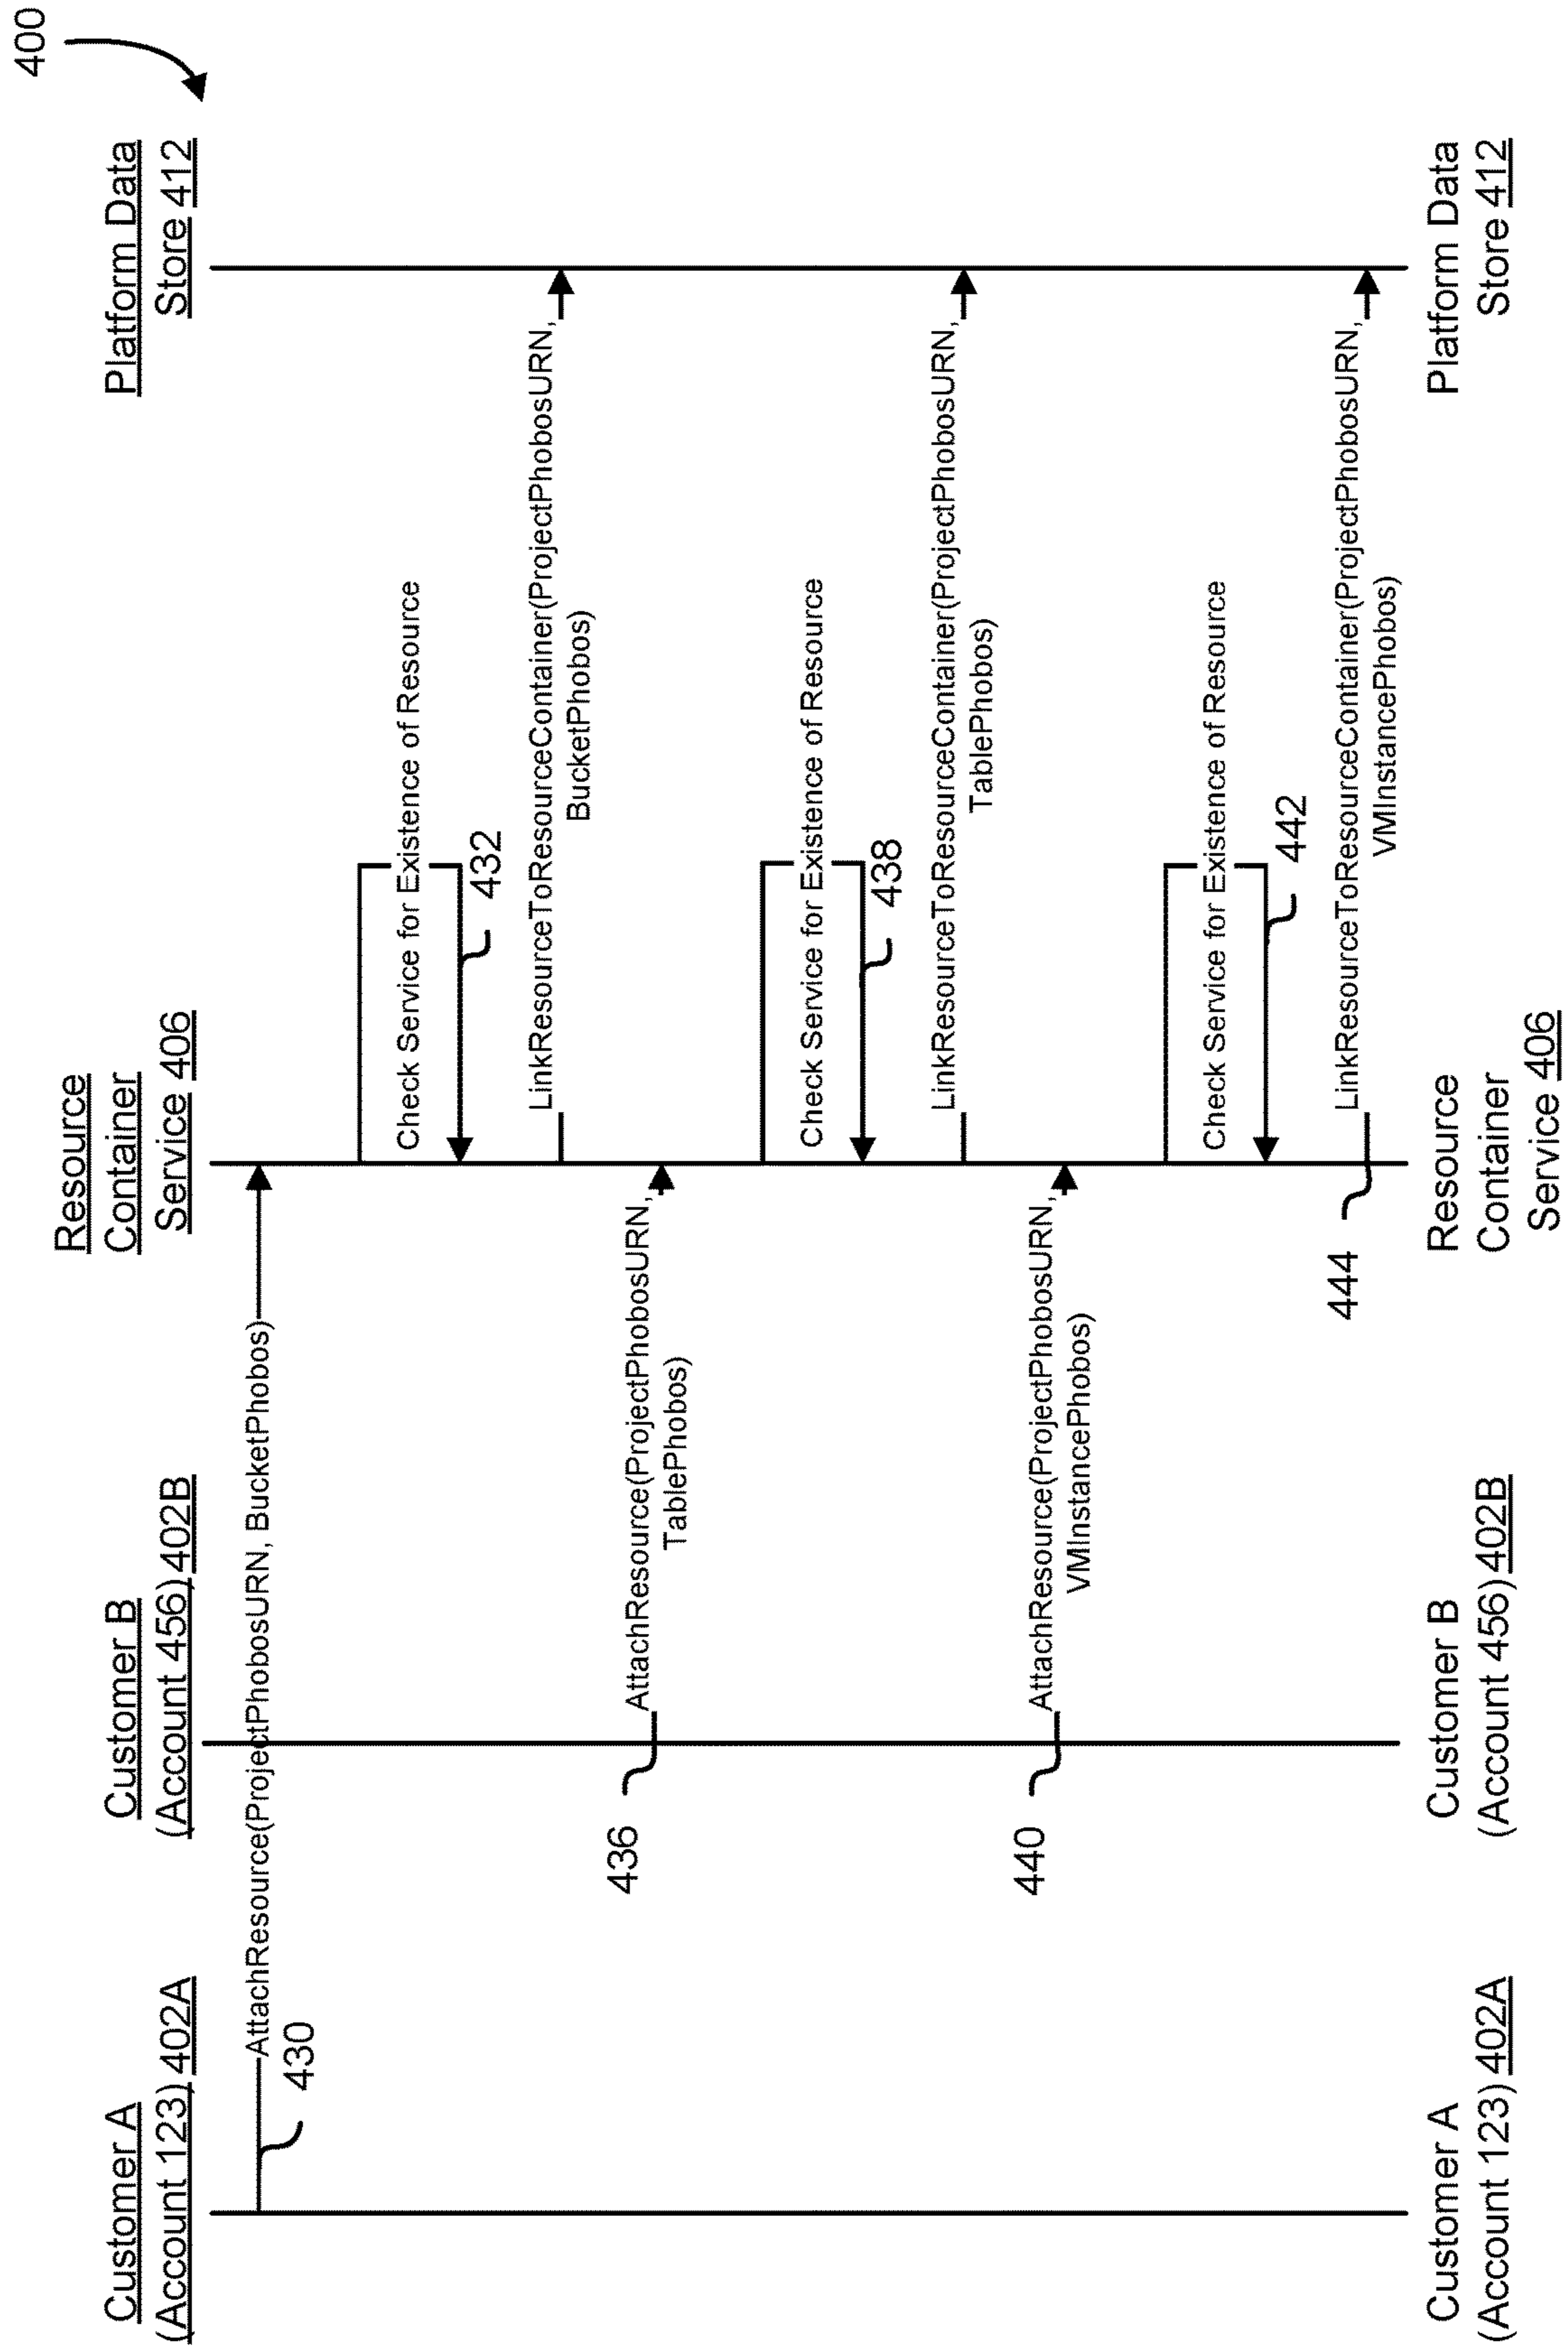 400
Customer A
(Account 123) 402A
Customer B
(Account 456) 402B
Resource
Container
Service 406
Platform Data
Store 412
AttachResource(ProjectPhobosURN, BucketPhobos)
430
Check Service for Existence of Resource
432
LinkResourceToResourceContainer(ProjectPhobosURN,
BucketPhobos)
AttachResource(ProjectPhobosURN,
TablePhobos)
436
Check Service for Existence of Resource
438
LinkResourceToResourceContainer(ProjectPhobosURN,
TablePhobos)
AttachResource(ProjectPhobosURN,
VMInstancePhobos)
440
Check Service for Existence of Resource
442
LinkResourceToResourceContainer(ProjectPhobosURN,
VMInstancePhobos)
444
Customer A
(Account 123) 402A
Customer B
(Account 456) 402B
Resource
Container
Service 406
Platform Data
Store 412